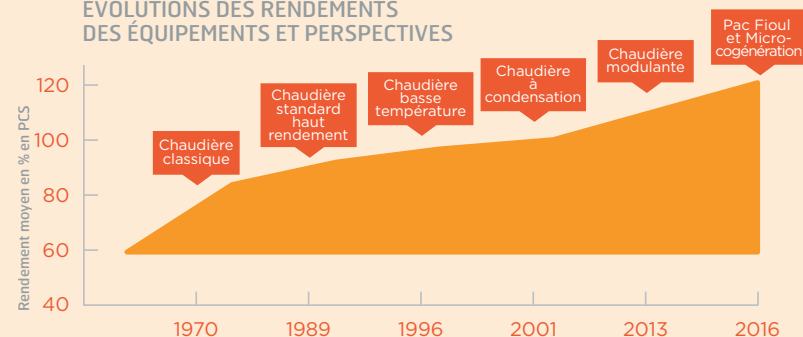 ÉVOLUTIONS DES RENDEMENTS
DES ÉQUIPEMENTS ET PERSPECTIVES
Rendement moyen en % en PCS
120
100
80
60
40
Chaudière
classique
Chaudière
standard
haut
rendement
Chaudière
basse
température
Chaudière
à
condensation
Chaudière
modulante
Pac Fioul
et Micro-
cogénération
1970
1989
1996
2001
2013
2016